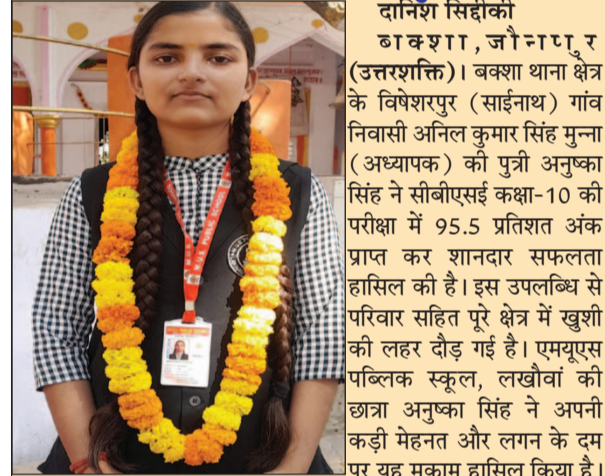 दानिश सिद्दीकी
बाक्शा, जौनपुर
(उत्तरशक्ति)। बक्शा थाना क्षेत्र
के विषेशरपुर (साईनाथ) गांव
निवासी अनिल कुमार सिंह मुन्ना
(अध्यापक) की पुत्री अनुष्का
सिंह ने सीबीएसई कक्षा-10 की
परीक्षा में 95.5 प्रतिशत अंक
प्राप्त कर शानदार सफलता
हासिल की है। इस उपलब्धि से
परिवार सहित पूरे क्षेत्र में खुशी
की लहर दौड़ गई है। एमयूएस
पब्लिक स्कूल, लखौवां की
छात्रा अनुष्का सिंह ने अपनी
कड़ी मेहनत और लगन के दम
पर यह मुकाम हासिल किया है।
PUBLIC SCHOOL